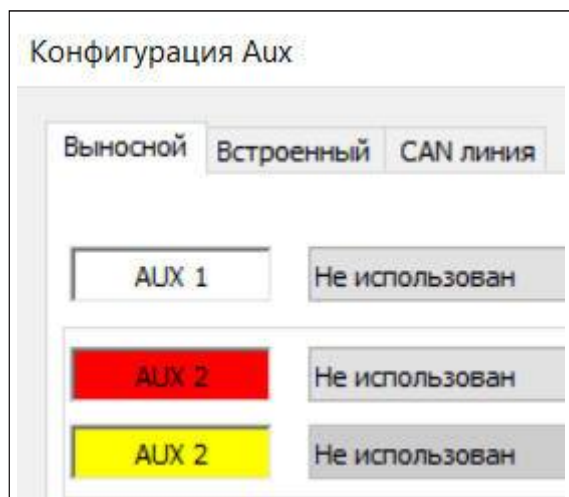 Конфигурация Aux
Выносной Встроенный CAN линия
AUX 1 Не использован
AUX 2 Не использован
AUX 2 Не использован